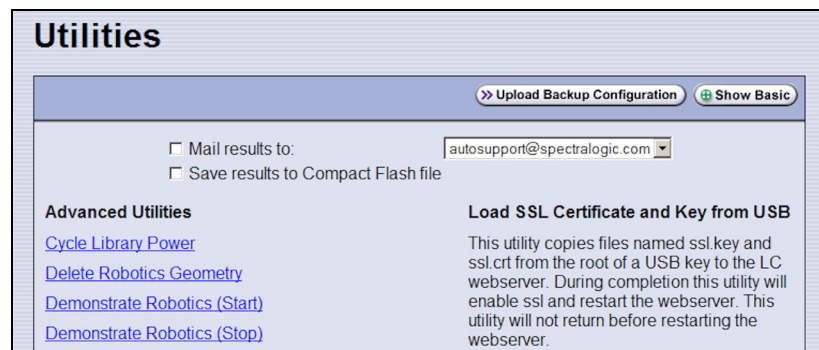 Utilities
Upload Backup Configuration
Show Basic
Mail results to:
autosupport@spectralogic.com
Save results to Compact Flash file
Advanced Utilities
Cycle Library Power
Delete Robotics Geometry
Demonstrate Robotics (Start)
Demonstrate Robotics (Stop)
Load SSL Certificate and Key from USB
This utility copies files named ssl.key and
ssl.crt from the root of a USB key to the LC
webserver. During completion this utility will
enable ssl and restart the webserver. This
utility will not return before restarting the
webserver.